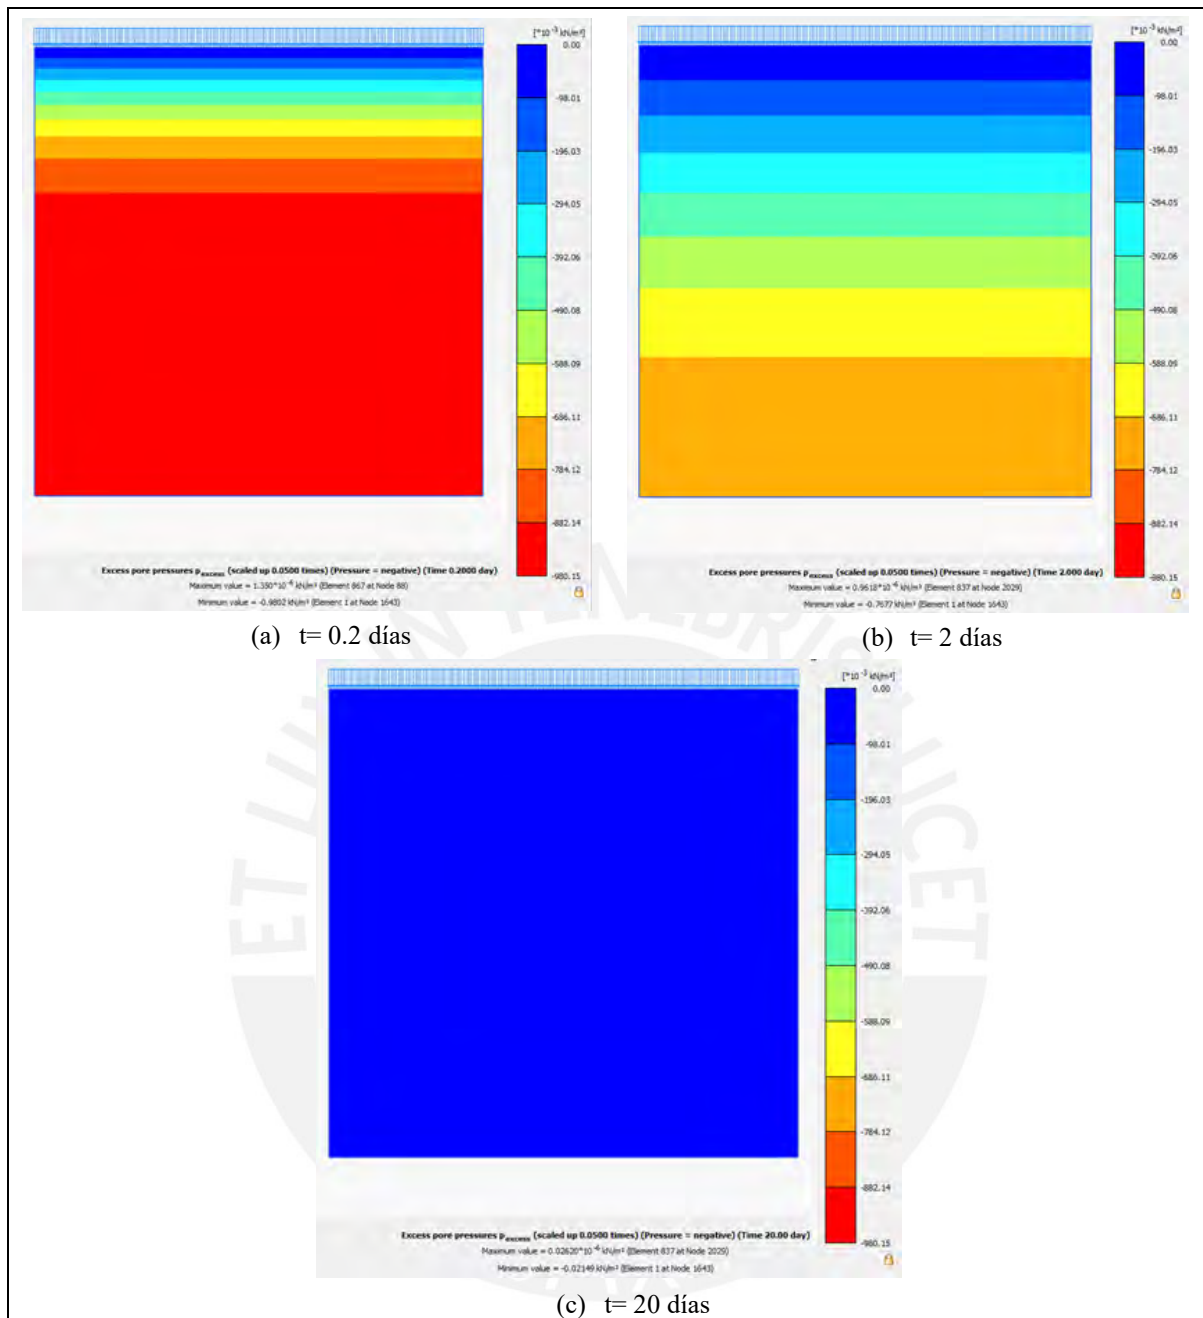 [*10⁻³ kN/m²]
0.00
-98.01
-196.03
-294.05
-392.06
-490.08
-588.09
-686.11
-784.12
-882.14
-980.15
Excess pore pressures p_excess (scaled up 0.0500 times) (Pressure = negative) (Time 0.2000 day)
Maximum value = 1.350*10⁻⁶ kN/m² (Element 867 at Node 88)
Minimum value = -0.9802 kN/m² (Element 1 at Node 1643)
(a) t= 0.2 días
[*10⁻³ kN/m²]
0.00
-98.01
-196.03
-294.05
-392.06
-490.08
-588.09
-686.11
-784.12
-882.14
-980.15
Excess pore pressures p_excess (scaled up 0.0500 times) (Pressure = negative) (Time 2.000 day)
Maximum value = 0.9618*10⁻⁶ kN/m² (Element 837 at Node 2029)
Minimum value = -0.7677 kN/m² (Element 1 at Node 1643)
(b) t= 2 días
[*10⁻³ kN/m²]
0.00
-98.01
-196.03
-294.05
-392.06
-490.08
-588.09
-686.11
-784.12
-882.14
-980.15
Excess pore pressures p_excess (scaled up 0.0500 times) (Pressure = negative) (Time 20.00 day)
Maximum value = 0.02620*10⁻⁶ kN/m² (Element 837 at Node 2029)
Minimum value = -0.02149 kN/m² (Element 1 at Node 1643)
(c) t= 20 días